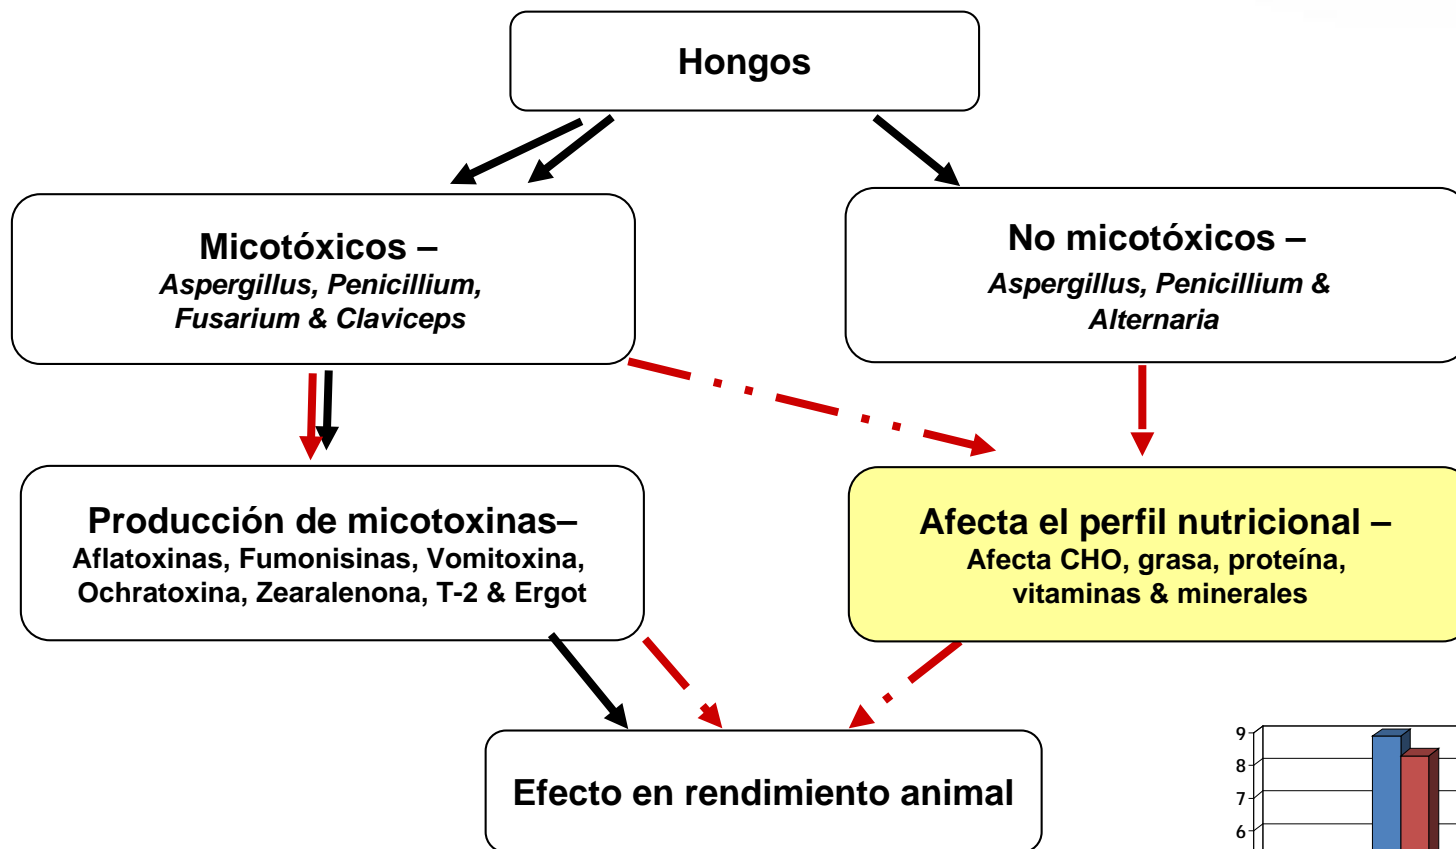 Hongos
Micotóxicos –
Aspergillus, Penicillium,
Fusarium & Claviceps
No micotóxicos –
Aspergillus, Penicillium &
Alternaria
Producción de micotoxinas–
Aflatoxinas, Fumonisinas, Vomitoxina,
Ochratoxina, Zearalenona, T-2 & Ergot
Afecta el perfil nutricional –
Afecta CHO, grasa, proteína,
vitaminas & minerales
Efecto en rendimiento animal
9
8
7
6